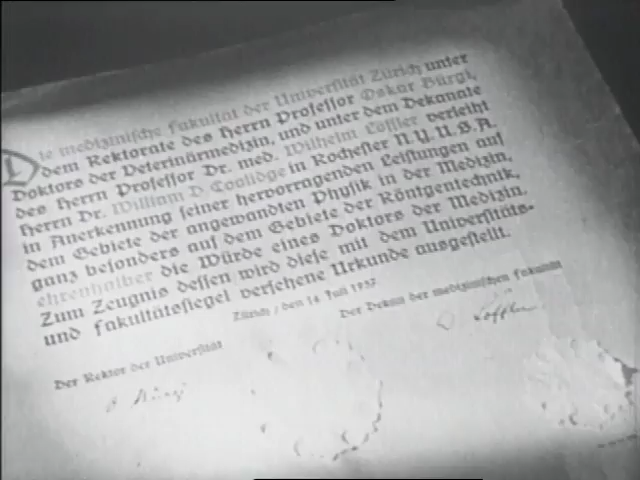 Die medizinische Fakultät der Universität Zürich unter
dem Rektorate des Herrn Professor Oskar Bürgi,
Doktors der Veterinärmedizin, und unter dem Dekanate
des Herrn Professor Dr. med. Wilhelm Löffler verleiht
Herrn Dr. William D. Coolidge in Rochester N.Y.U.S.A.
in Anerkennung seiner hervorragenden Leistungen auf
dem Gebiete der angewandten Physik in der Medizin,
ganz besonders auf dem Gebiete der Röntgentechnik,
ehrenhalber die Würde eines Doktors der Medizin.
Zum Zeugnis dessen wird diese mit dem Universitäts-
und Fakultätssiegel versehene Urkunde ausgestellt.
Zürich, den 14. Juli 1937
Der Rektor der Universität
Der Dekan der medizinischen Fakultät
O. Bürgi
W. Löffler